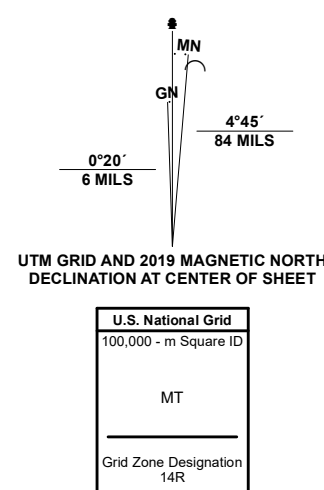 MN
GN
4°45´
84 MILS
0°20´
6 MILS
UTM GRID AND 2019 MAGNETIC NORTH
DECLINATION AT CENTER OF SHEET
U.S. National Grid
100,000 - m Square ID
MT
Grid Zone Designation
14R